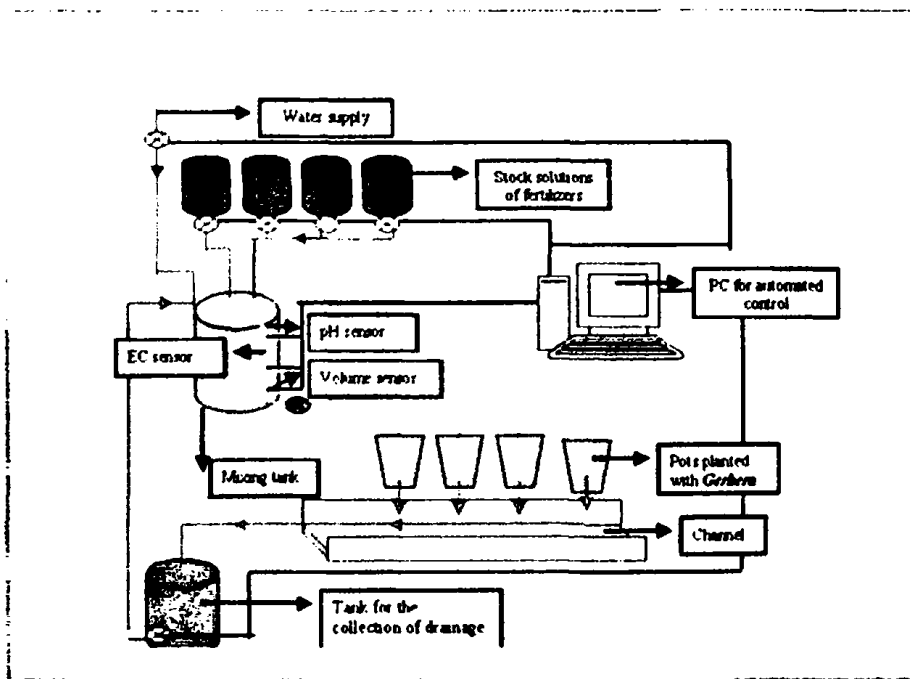 Water supply
Stock solutions
of fertilizers
PC for automated
control
pH sensor
EC sensor
Volume sensor
Mixing tank
Pots planted
with Gerbera
Channel
Tank for the
collection of drainage